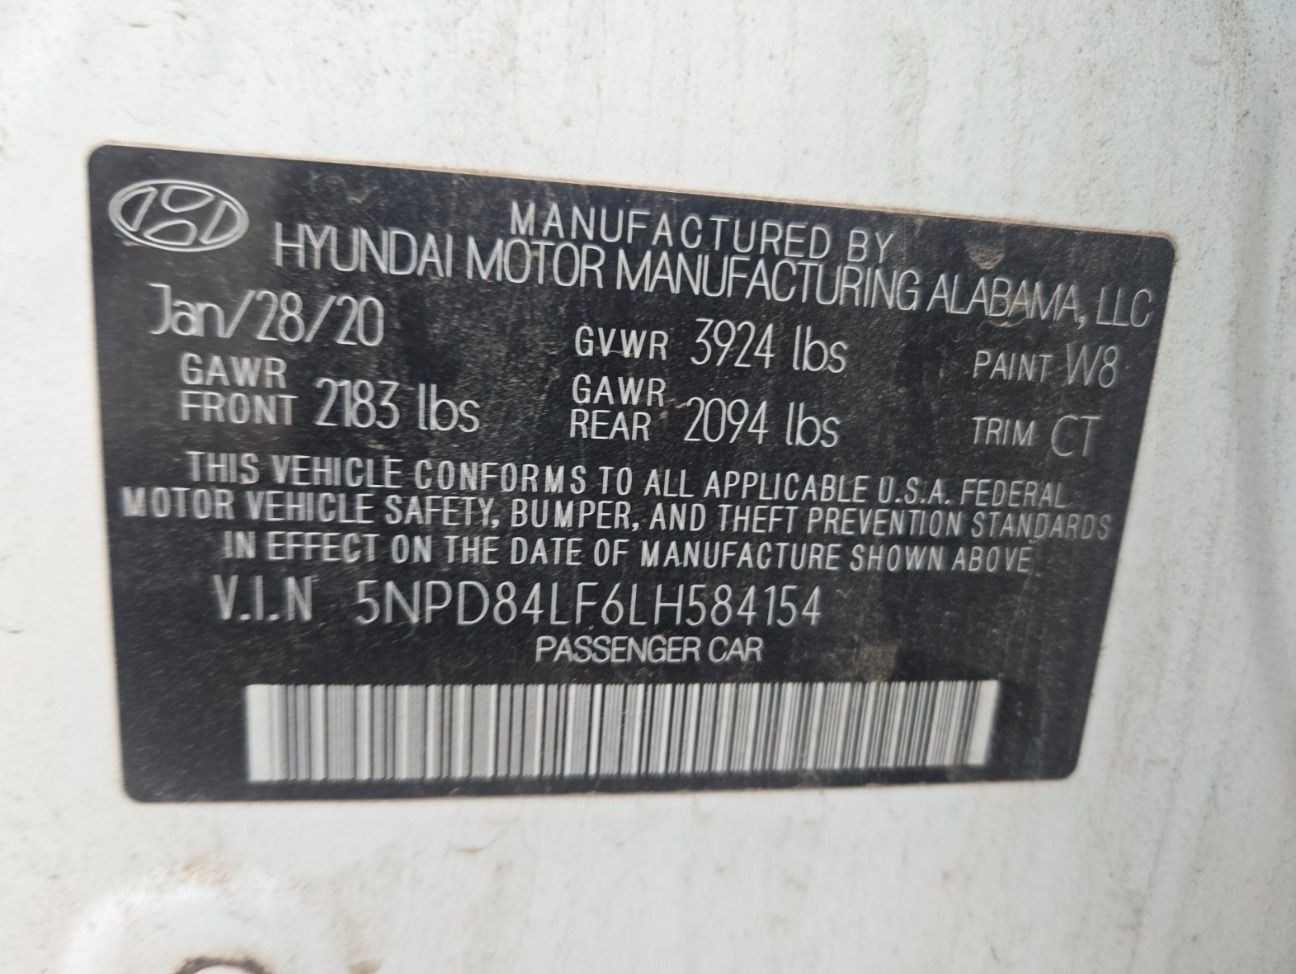 MANUFACTURED BY
HYUNDAI MOTOR MANUFACTURING ALABAMA, LLC
Jan/28/20 GVWR 3924 lbs PAINT W8
GAWR FRONT 2183 lbs GAWR REAR 2094 lbs TRIM CT
THIS VEHICLE CONFORMS TO ALL APPLICABLE U.S.A. FEDERAL
MOTOR VEHICLE SAFETY, BUMPER, AND THEFT PREVENTION STANDARDS
IN EFFECT ON THE DATE OF MANUFACTURE SHOWN ABOVE
V.I.N 5NPD84LF6LH584154
PASSENGER CAR